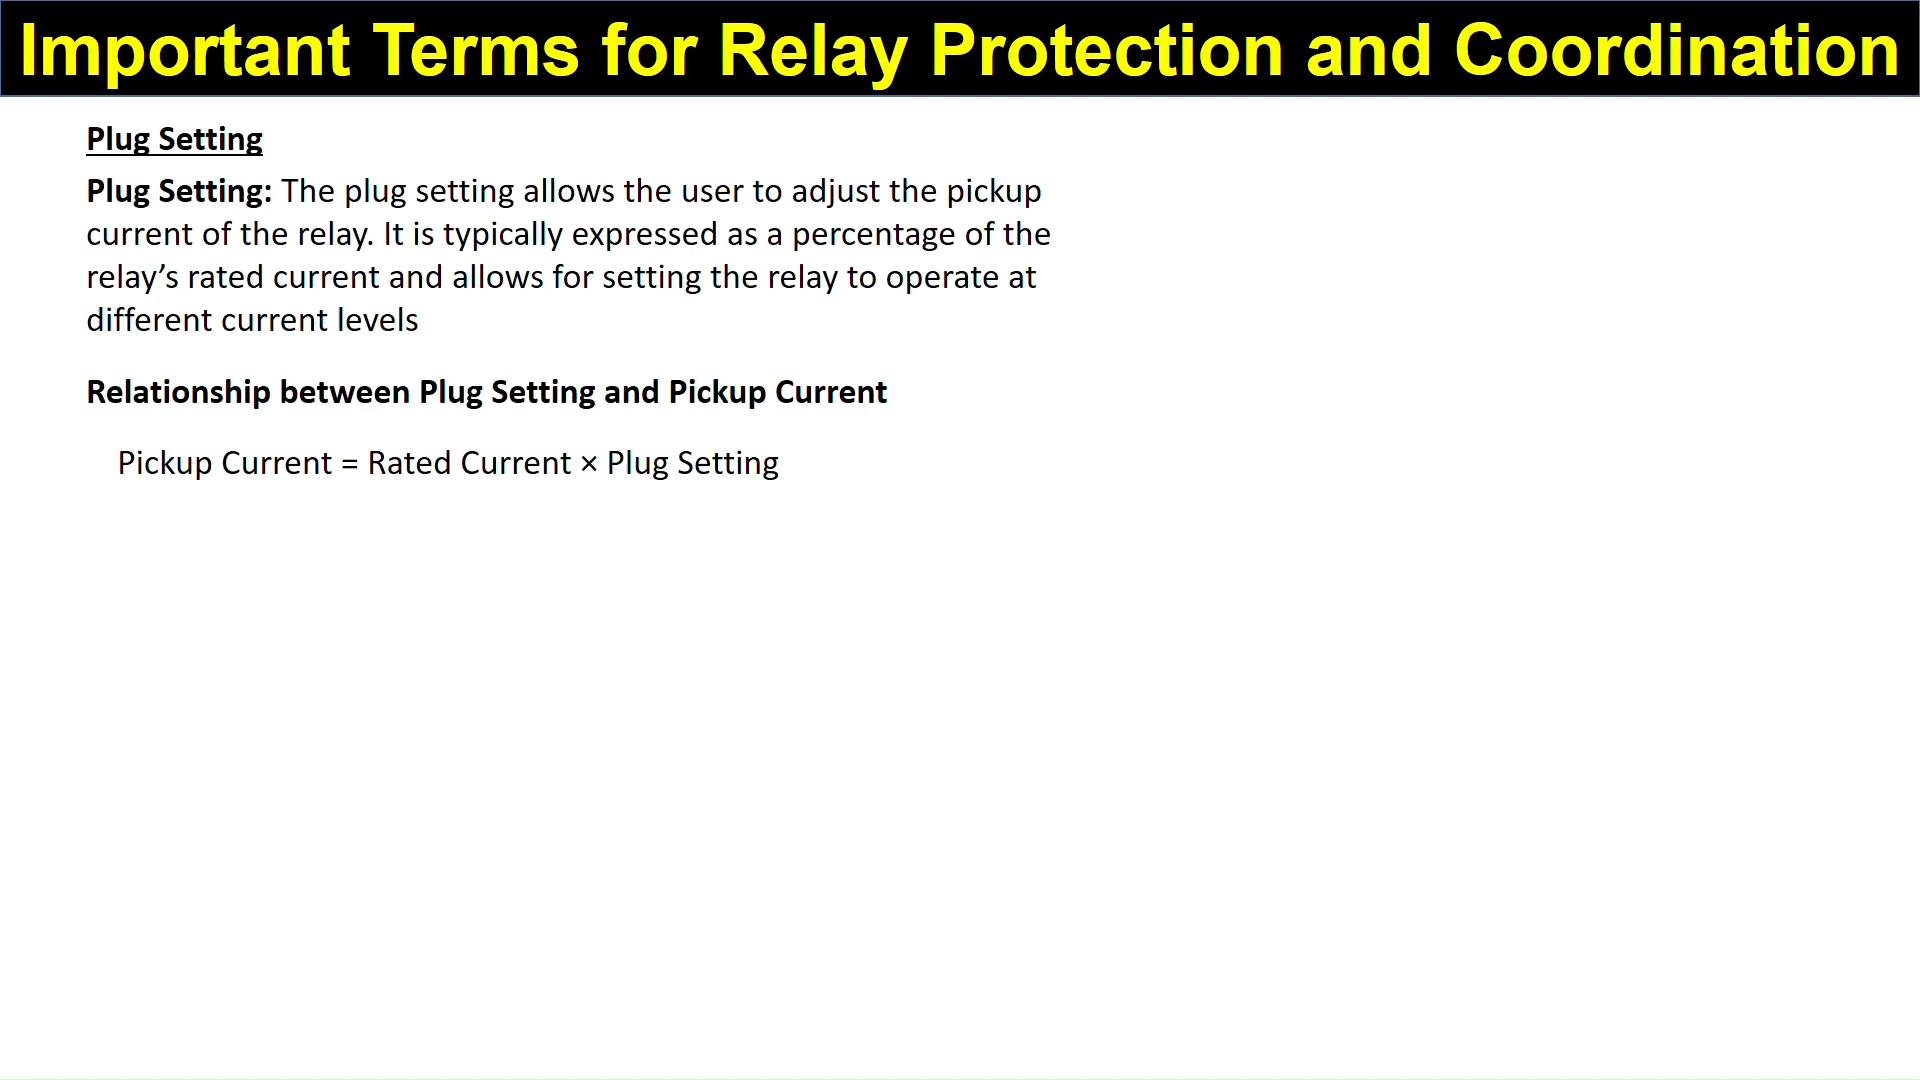 Important Terms for Relay Protection and Coordination
Plug Setting
Plug Setting: The plug setting allows the user to adjust the pickup
current of the relay. It is typically expressed as a percentage of the
relay’s rated current and allows for setting the relay to operate at
different current levels
Relationship between Plug Setting and Pickup Current
Pickup Current = Rated Current × Plug Setting